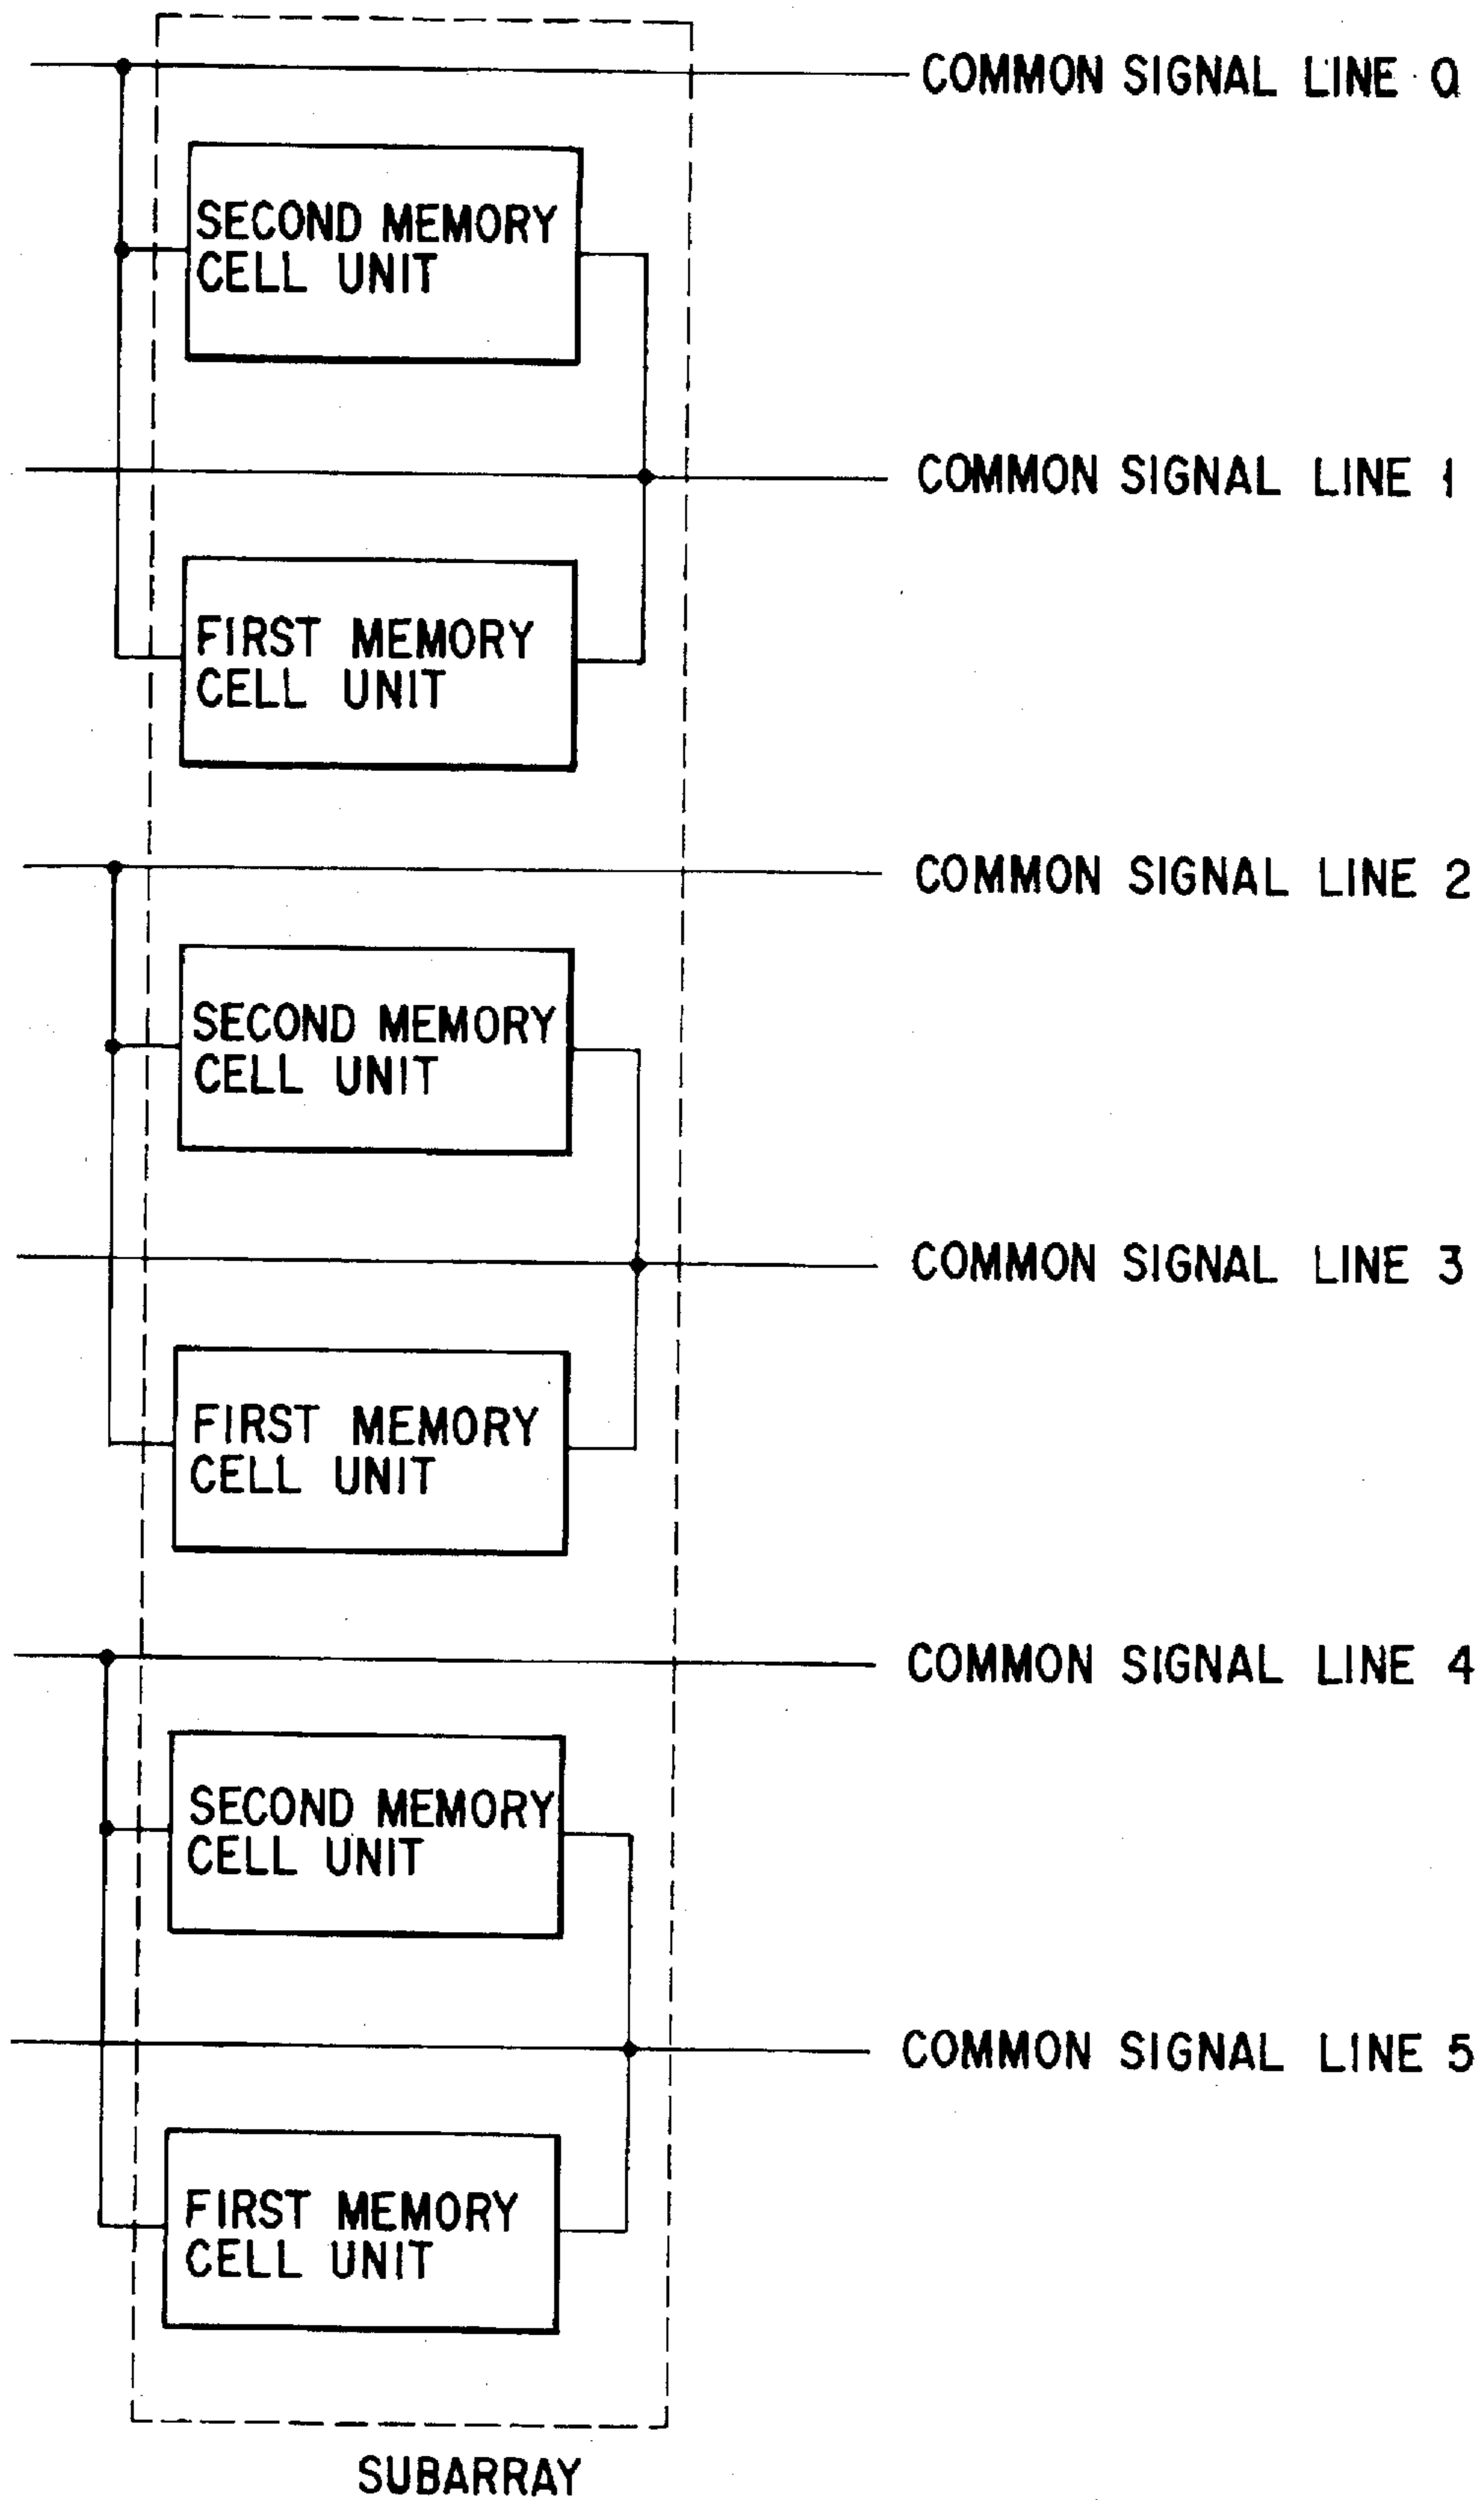 COMMON SIGNAL LINE 0
SECOND MEMORY
CELL UNIT
COMMON SIGNAL LINE 1
FIRST MEMORY
CELL UNIT
COMMON SIGNAL LINE 2
SECOND MEMORY
CELL UNIT
COMMON SIGNAL LINE 3
FIRST MEMORY
CELL UNIT
COMMON SIGNAL LINE 4
SECOND MEMORY
CELL UNIT
COMMON SIGNAL LINE 5
FIRST MEMORY
CELL UNIT
SUBARRAY